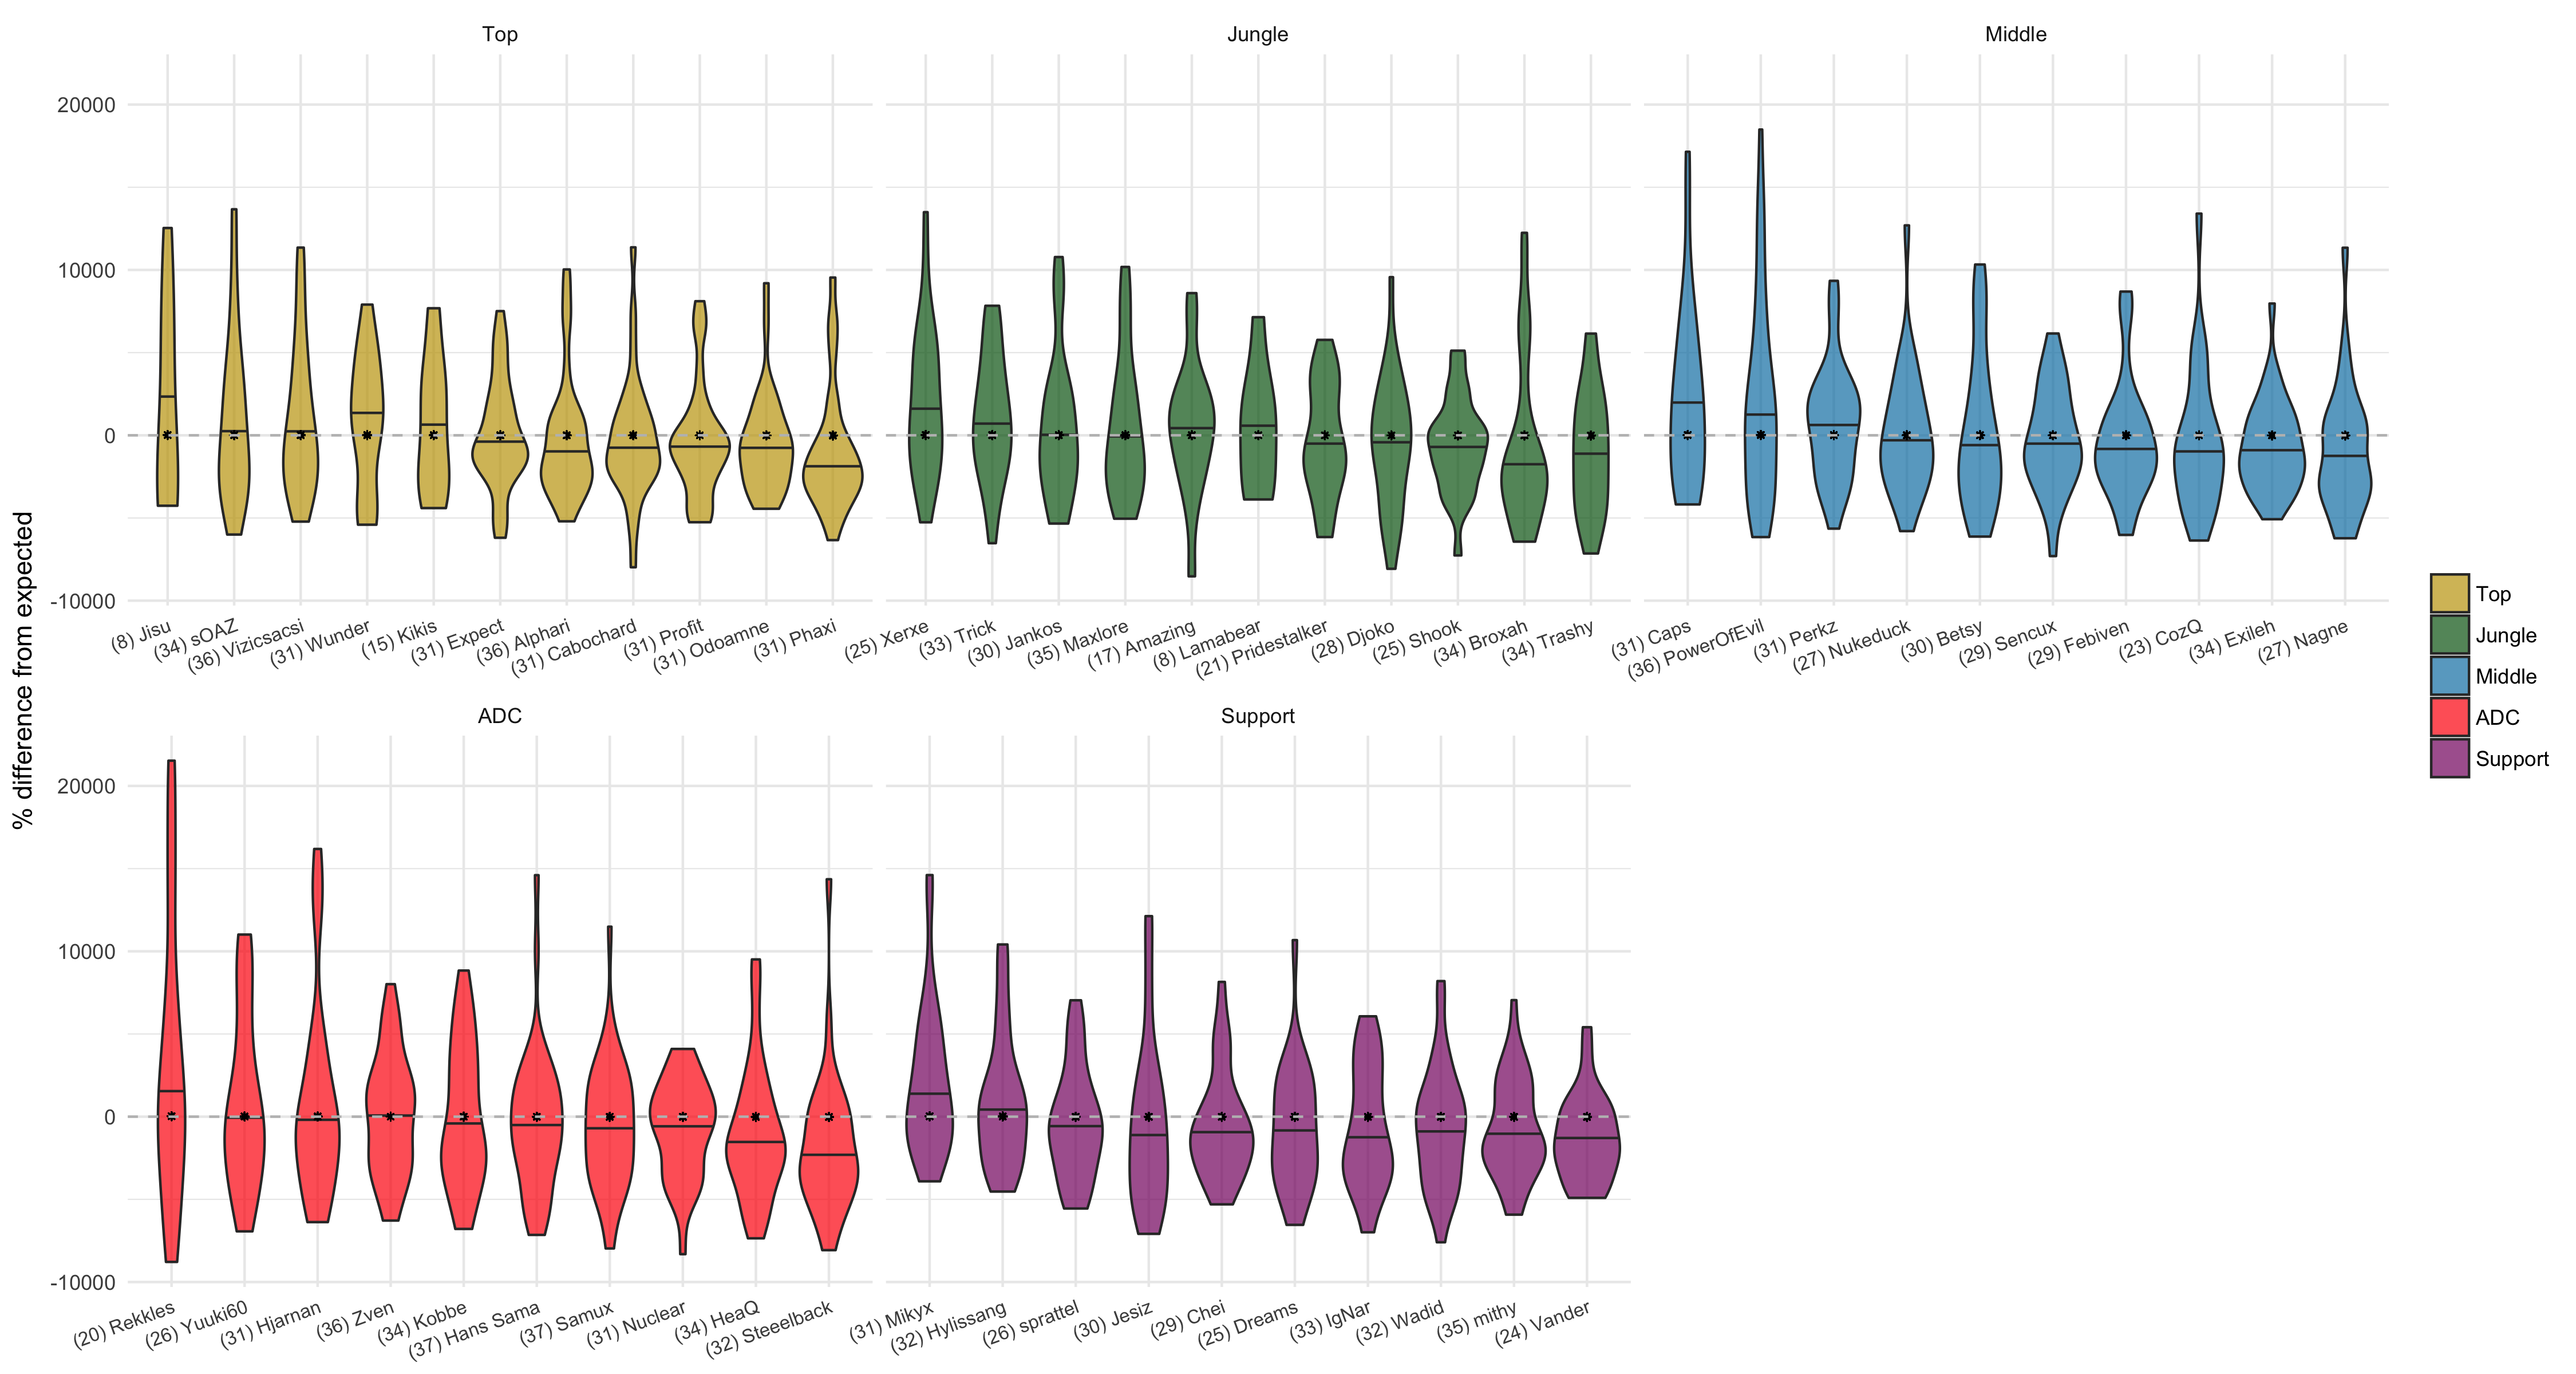 Top
Jungle
Middle
20000
10000
0
-10000
(8) Jisu
(34) sOAZ
(36) Vizicsacsi
(31) Wunder
(15) Kikis
(31) Expect
(36) Alphari
(31) Cabochard
(31) Profit
(31) Odoamne
(31) Phaxi
(25) Xerxe
(33) Trick
(30) Jankos
(35) Maxlore
(17) Amazing
(8) Lamabear
(21) Pridestalker
(28) Djoko
(25) Shook
(34) Broxah
(34) Trashy
(31) Caps
(36) PowerOfEvil
(31) Perkz
(27) Nukeduck
(30) Betsy
(29) Sencux
(29) Febiven
(23) CozQ
(34) Exileh
(27) Nagne
% difference from expected
ADC
Support
20000
10000
0
-10000
(20) Rekkles
(26) Yuuki60
(31) Hjarnan
(36) Zven
(34) Kobbe
(37) Hans Sama
(37) Samux
(31) Nuclear
(34) HeaQ
(32) Steeelback
(31) Mikyx
(32) Hylissang
(26) sprattel
(30) Jesiz
(29) Chei
(25) Dreams
(33) IgNar
(32) Wadid
(35) mithy
(24) Vander
Top
Jungle
Middle
ADC
Support